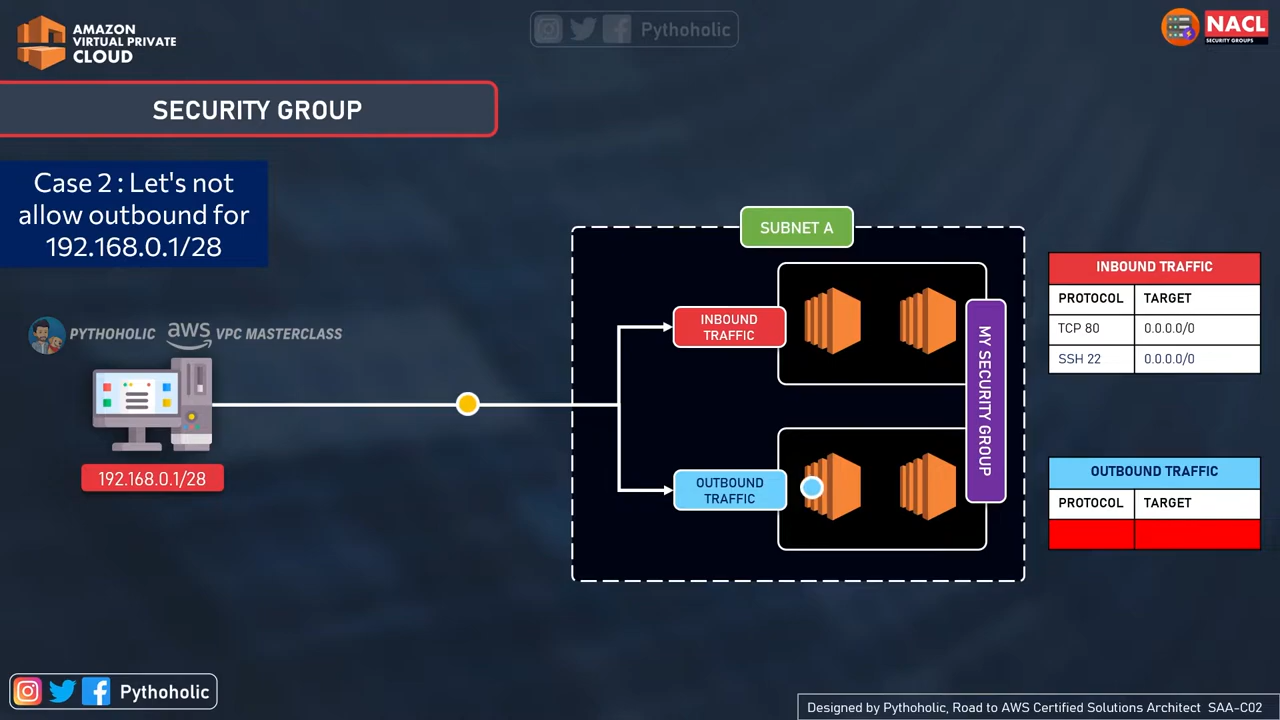 AMAZON
VIRTUAL PRIVATE
CLOUD
Pythoholic
NACL
SECURITY GROUPS
SECURITY GROUP
Case 2 : Let's not
allow outbound for
192.168.0.1/28
PYTHOHOLIC aws VPC MASTERCLASS
192.168.0.1/28
SUBNET A
INBOUND
TRAFFIC
OUTBOUND
TRAFFIC
MY SECURITY GROUP
INBOUND TRAFFIC
PROTOCOL TARGET
TCP 80 0.0.0.0/0
SSH 22 0.0.0.0/0
OUTBOUND TRAFFIC
PROTOCOL TARGET
Pythoholic
Designed by Pythoholic, Road to AWS Certified Solutions Architect SAA-C02